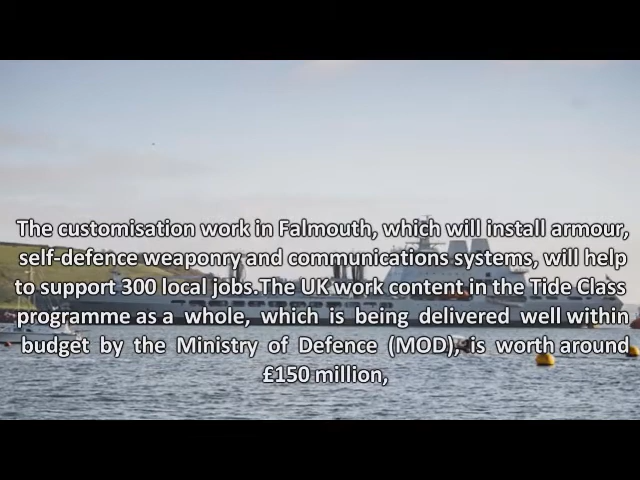 The customisation work in Falmouth, which will install armour,
self-defence weaponry and communications systems, will help
to support 300 local jobs.The UK work content in the Tide Class
programme as a whole, which is being delivered well within
budget by the Ministry of Defence (MOD), is worth around
£150 million,